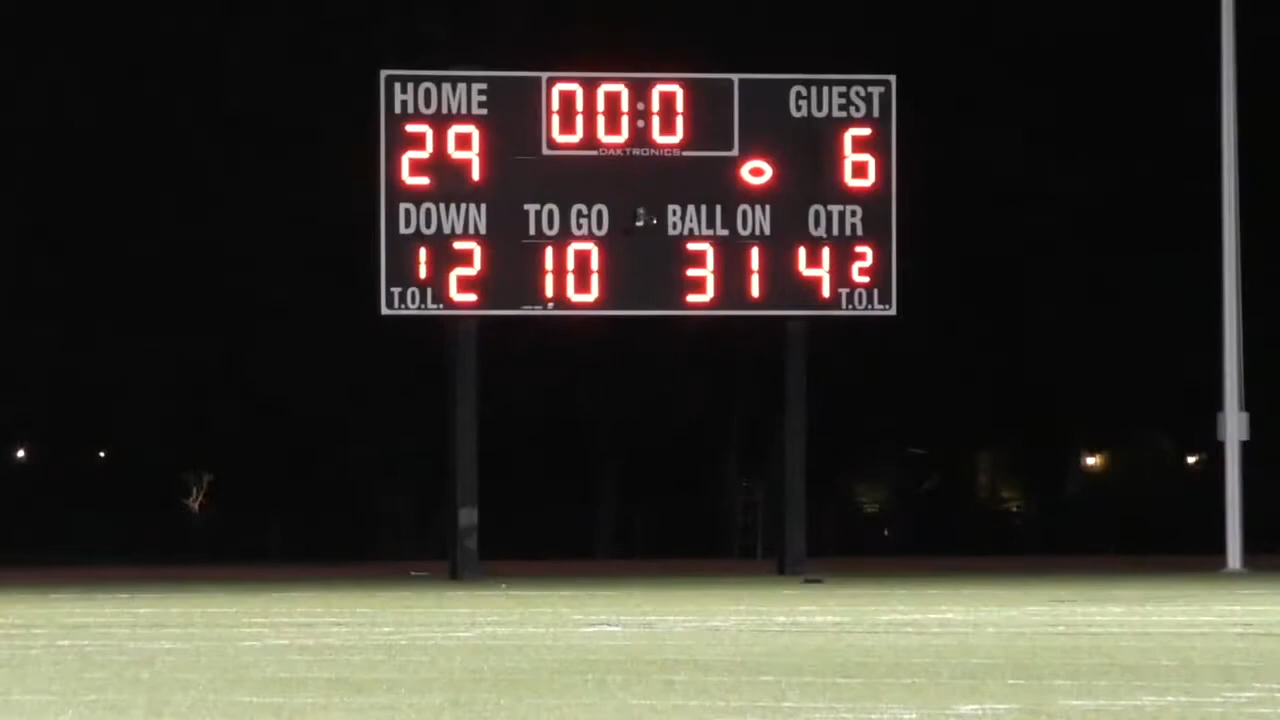 HOME 00:0 GUEST
DAKTRONICS
29 6
DOWN TO GO BALL ON QTR
1 2 10 31 4 2
T.O.L. T.O.L.